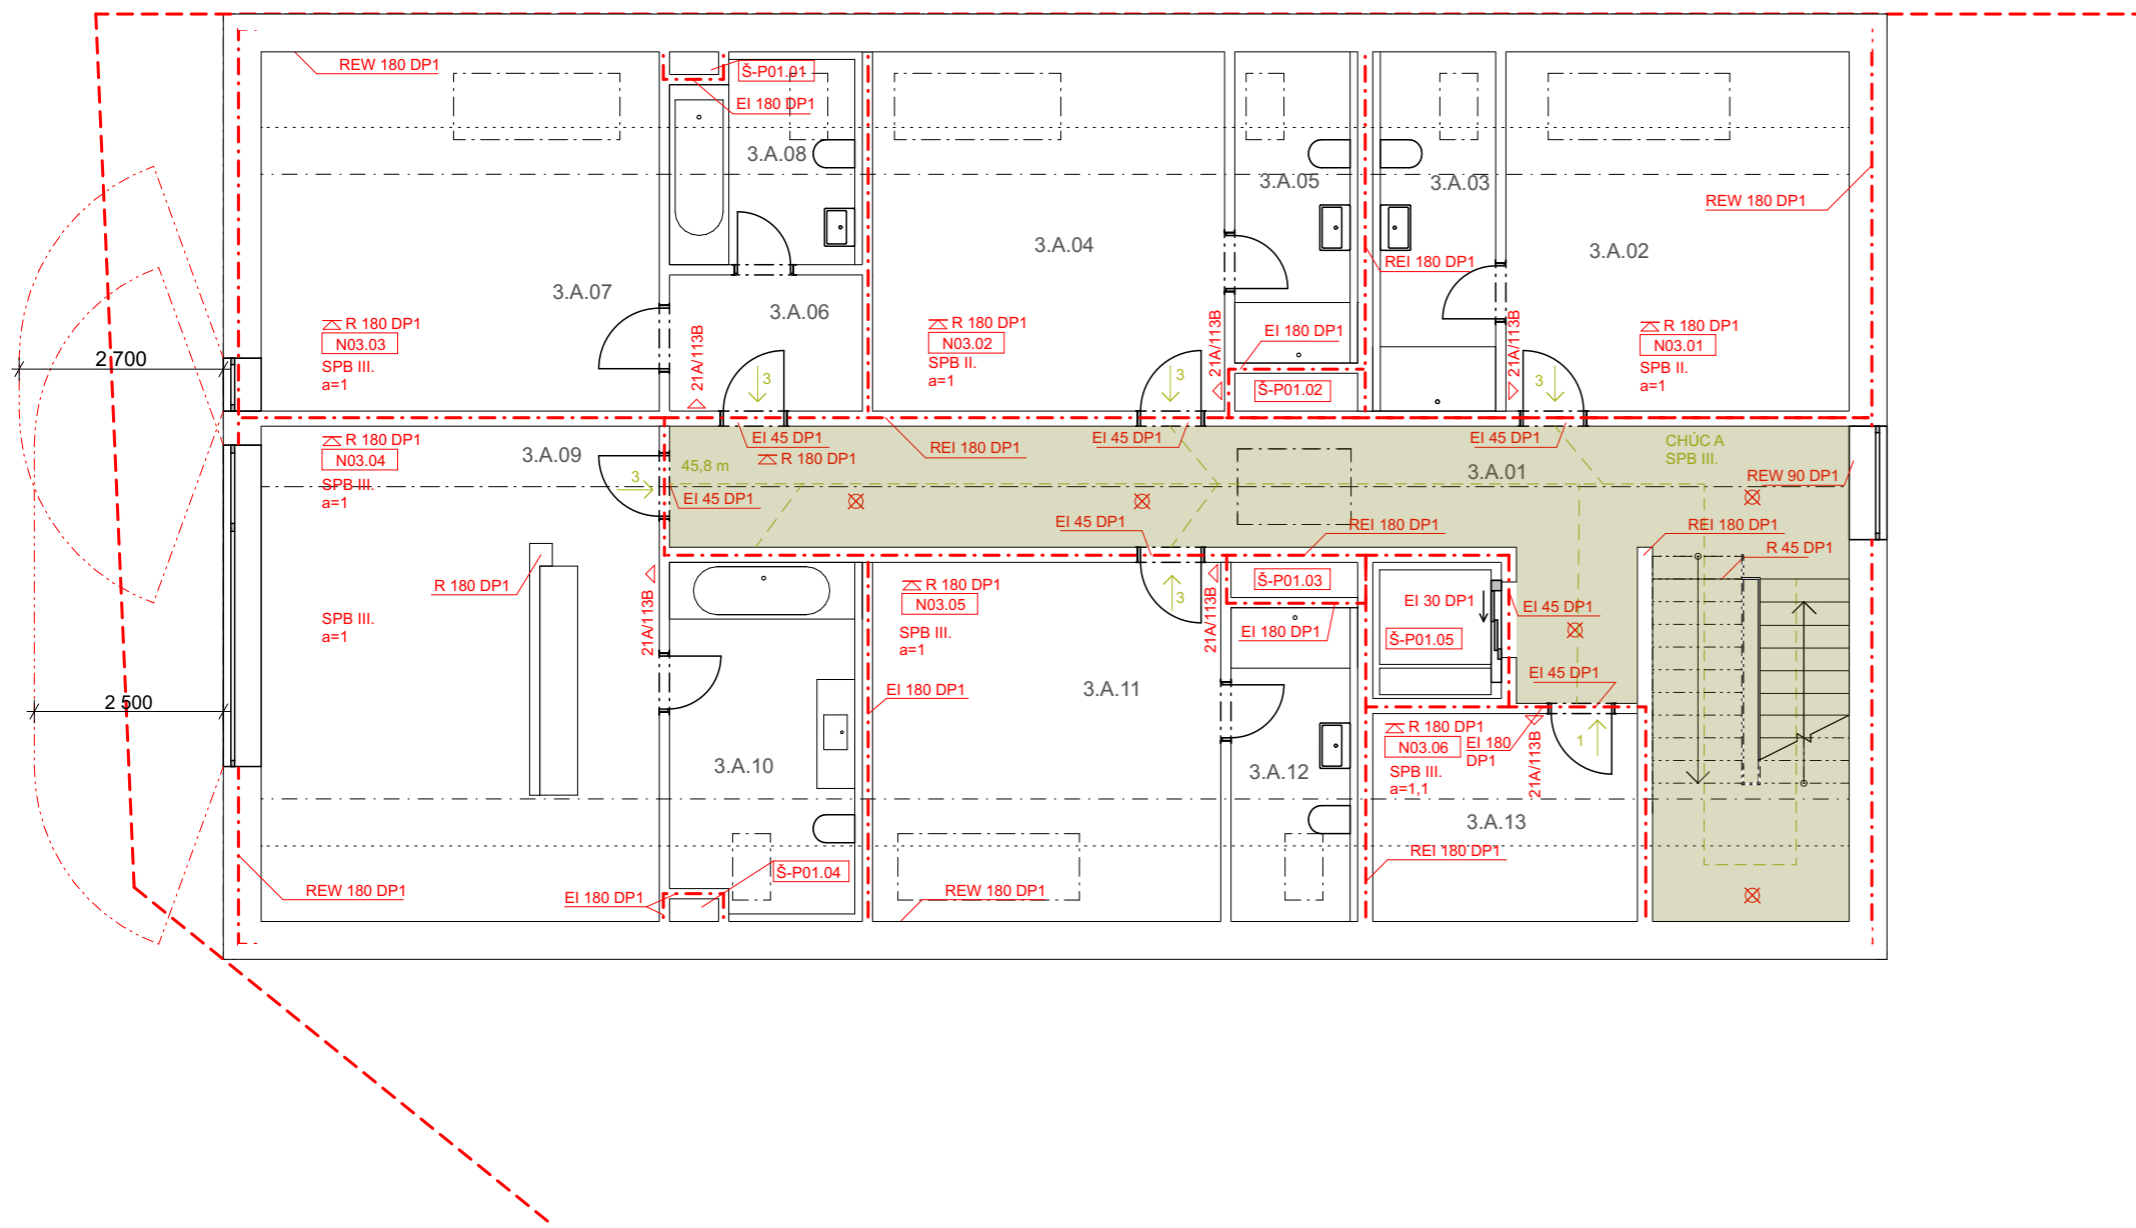 REW 180 DP1
Š-P01.01
EI 180 DP1
3.A.08
3.A.05
3.A.03
REW 180 DP1
3.A.04
3.A.02
REI 180 DP1
3.A.07
3.A.06
R 180 DP1
N03.03
SPB III.
a=1
21A/113B
3
R 180 DP1
N03.02
SPB II.
a=1
21A/113B
3
EI 180 DP1
Š-P01.02
21A/113B
3
R 180 DP1
N03.01
SPB II.
a=1
2 700
R 180 DP1
N03.04
SPB III.
a=1
3.A.09
3
EI 45 DP1
R 180 DP1
45,8 m
EI 45 DP1
REI 180 DP1
EI 45 DP1
EI 45 DP1
3.A.01
CHÚC A
SPB III.
REW 90 DP1
EI 45 DP1
REI 180 DP1
REI 180 DP1
R 45 DP1
R 180 DP1
SPB III.
a=1
21A/113B
R 180 DP1
N03.05
SPB III.
a=1
3
21A/113B
Š-P01.03
EI 180 DP1
EI 30 DP1
Š-P01.05
EI 45 DP1
EI 45 DP1
2 500
EI 180 DP1
3.A.11
3.A.10
3.A.12
R 180 DP1
N03.06
SPB III.
a=1,1
EI 180
DP1
21A/113B
1
3.A.13
REI 180 DP1
Š-P01.04
REW 180 DP1
EI 180 DP1
REW 180 DP1